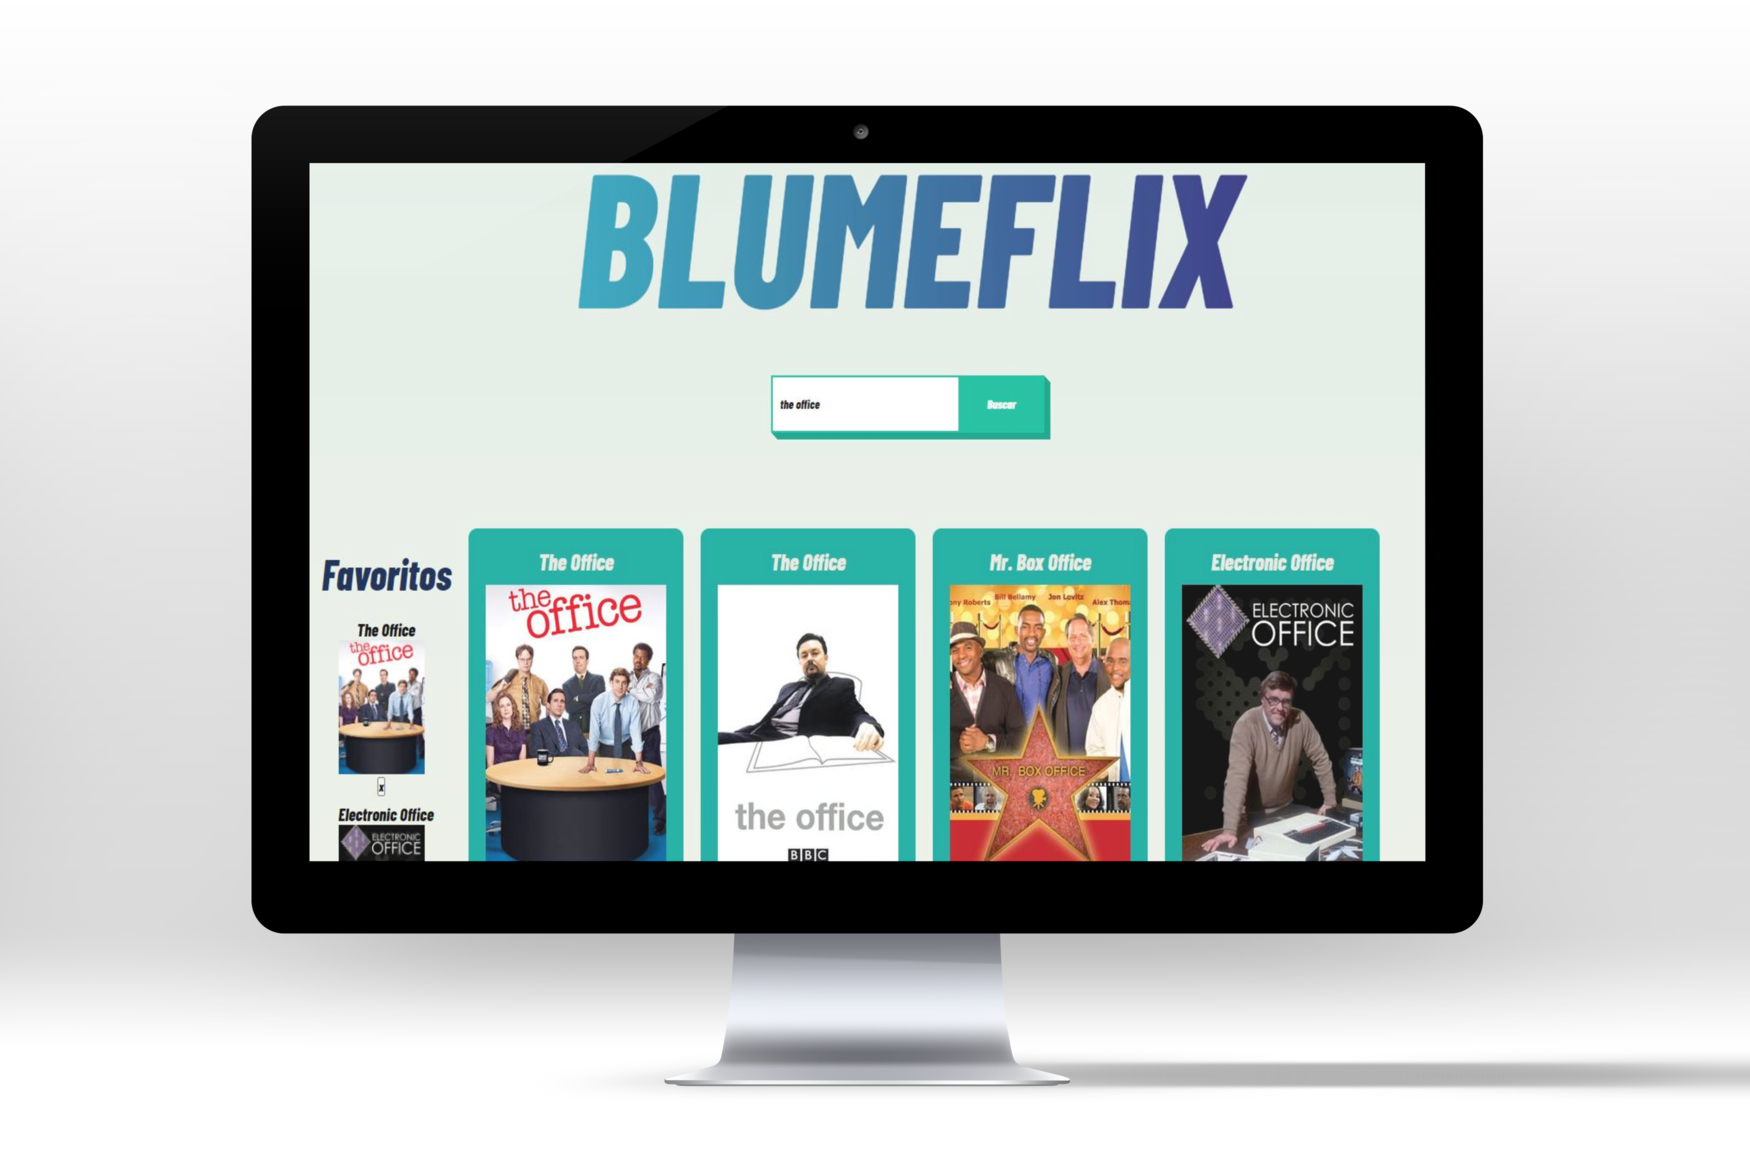 BLUMEFLIX
the office
Buscar
Favoritos
The Office
the office
x
Electronic Office
ELECTRONIC
OFFICE
The Office
the office
The Office
the office
BBC
Mr. Box Office
ny Roberts Bill Bellamy Jon Lovitz Alex Thom
MR. BOX OFFICE
Electronic Office
ELECTRONIC
OFFICE